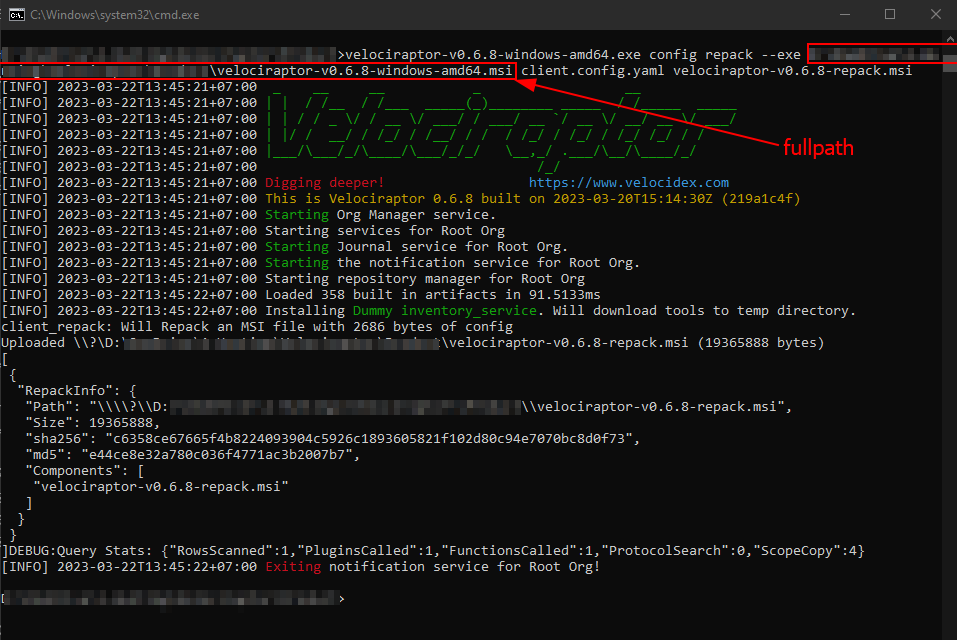 C:\Windows\system32\cmd.exe
>velociraptor-v0.6.8-windows-amd64.exe config repack --exe
\velociraptor-v0.6.8-windows-amd64.msi client.config.yaml velociraptor-v0.6.8-repack.msi
[INFO] 2023-03-22T13:45:21+07:00
[INFO] 2023-03-22T13:45:21+07:00
[INFO] 2023-03-22T13:45:21+07:00
[INFO] 2023-03-22T13:45:21+07:00
fullpath
[INFO] 2023-03-22T13:45:21+07:00
[INFO] 2023-03-22T13:45:21+07:00
[INFO] 2023-03-22T13:45:21+07:00 Digging deeper! https://www.velocidex.com
[INFO] 2023-03-22T13:45:21+07:00 This is Velociraptor 0.6.8 built on 2023-03-20T15:14:30Z (219a1c4f)
[INFO] 2023-03-22T13:45:21+07:00 Starting Org Manager service.
[INFO] 2023-03-22T13:45:21+07:00 Starting services for Root Org
[INFO] 2023-03-22T13:45:21+07:00 Starting Journal service for Root Org.
[INFO] 2023-03-22T13:45:21+07:00 Starting the notification service for Root Org.
[INFO] 2023-03-22T13:45:21+07:00 Starting repository manager for Root Org
[INFO] 2023-03-22T13:45:22+07:00 Loaded 358 built in artifacts in 91.5133ms
[INFO] 2023-03-22T13:45:22+07:00 Installing Dummy inventory_service. Will download tools to temp directory.
client_repack: Will Repack an MSI file with 2686 bytes of config
Uploaded \\?\D:\ \velociraptor-v0.6.8-repack.msi (19365888 bytes)
[
{
"RepackInfo": {
"Path": "\\\\?\\D: \\velociraptor-v0.6.8-repack.msi",
"Size": 19365888,
"sha256": "c6358ce67665f4b8224093904c5926c1893605821f102d80c94e7070bc8d0f73",
"md5": "e44ce8e32a780c036f4771ac3b2007b7",
"Components": [
"velociraptor-v0.6.8-repack.msi"
]
}
}
]DEBUG:Query Stats: {"RowsScanned":1,"PluginsCalled":1,"FunctionsCalled":1,"ProtocolSearch":0,"ScopeCopy":4}
[INFO] 2023-03-22T13:45:22+07:00 Exiting notification service for Root Org!
>